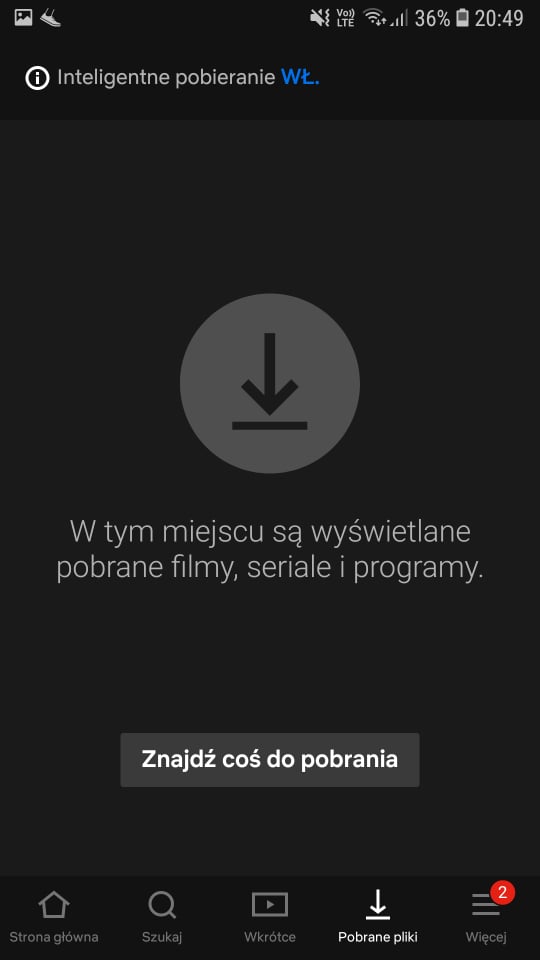 Vo)) LTE 36% 20:49
Inteligentne pobieranie WŁ.
W tym miejscu są wyświetlane
pobrane filmy, seriale i programy.
Znajdź coś do pobrania
2
Strona główna Szukaj Wkrótce Pobrane pliki Więcej